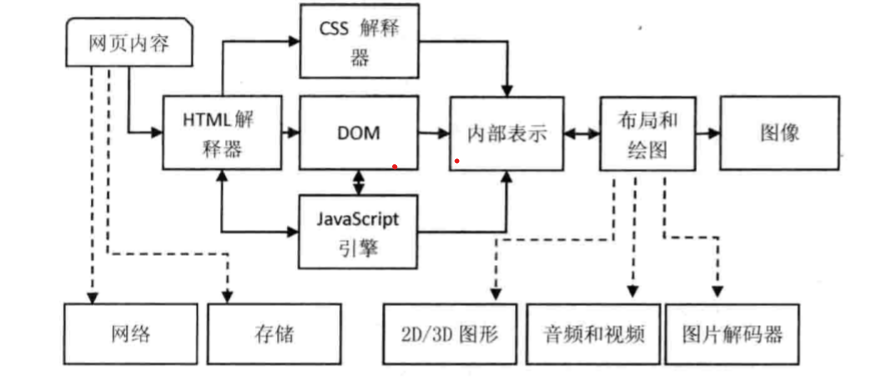 网页内容
CSS 解释
器
HTML解
释器
DOM
内部表示
布局和
绘图
图像
JavaScript
引擎
网络
存储
2D/3D 图形
音频和视频
图片解码器